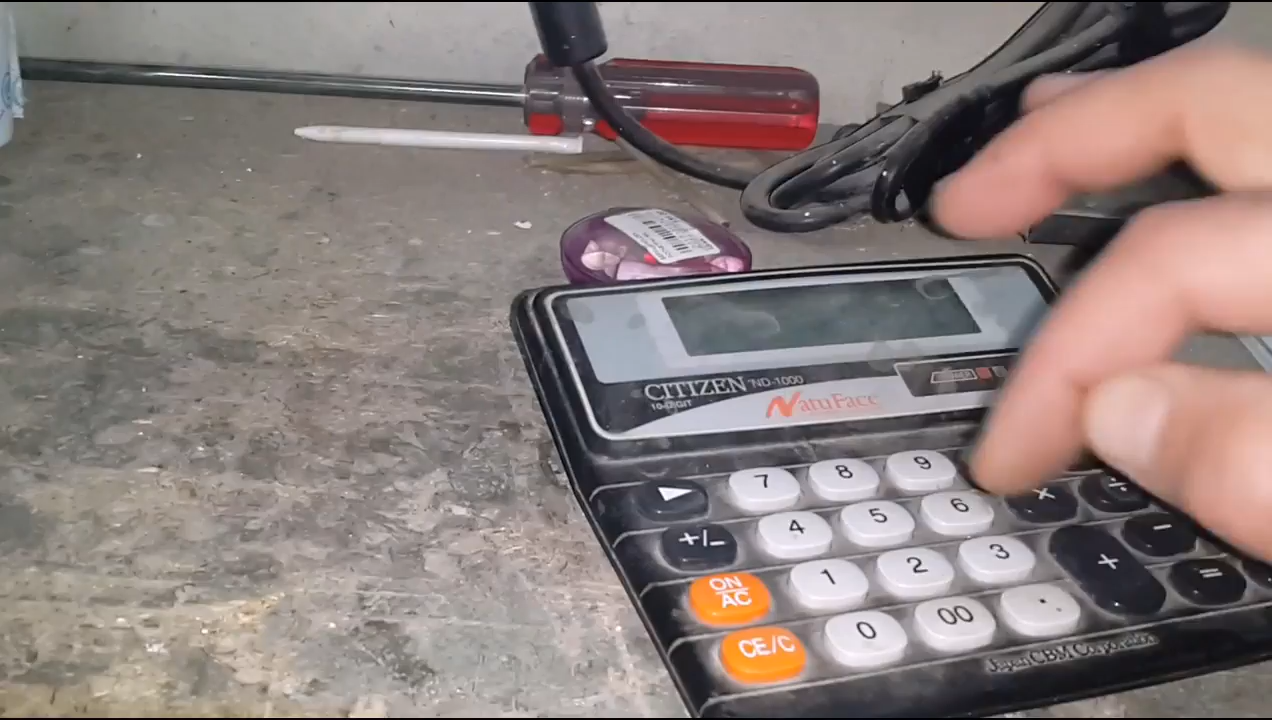 CITIZEN ND-1000
10-DIGIT
NatuFace
7 8 9
+/− 4 5 6 × ÷
ON/AC 1 2 3 + −
CE/C 0 00 · =
Japan CBM Corporation